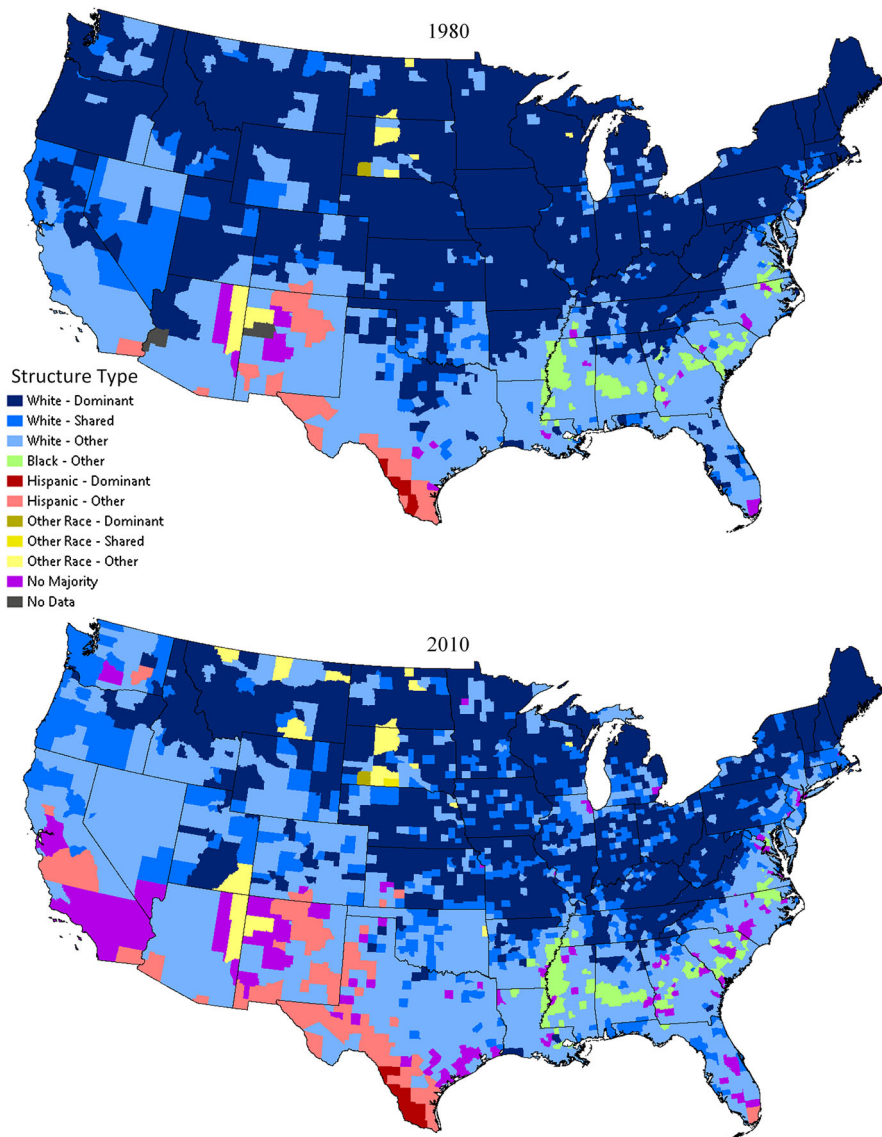 1980
Structure Type
White - Dominant
White - Shared
White - Other
Black - Other
Hispanic - Dominant
Hispanic - Other
Other Race - Dominant
Other Race - Shared
Other Race - Other
No Majority
No Data
2010